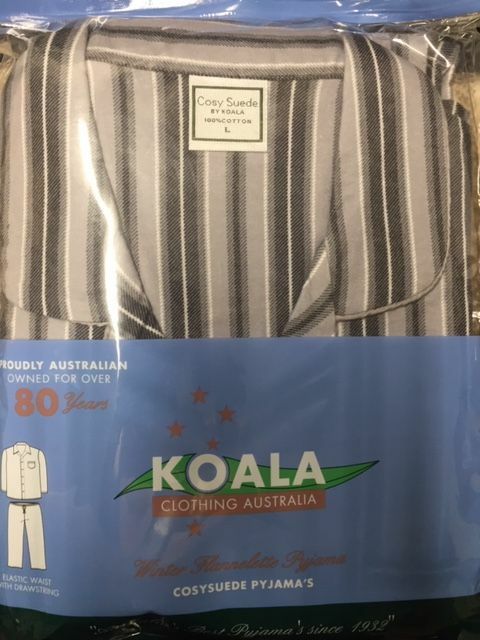 Cosy Suede
BY KOALA
100% COTTON
L
PROUDLY AUSTRALIAN
OWNED FOR OVER
80 Years
KOALA
CLOTHING AUSTRALIA
Winter Flannelette Pyjama
COSYSUEDE PYJAMA'S
ELASTIC WAIST
WITH DRAWSTRING
Best Pyjama's since 1932"